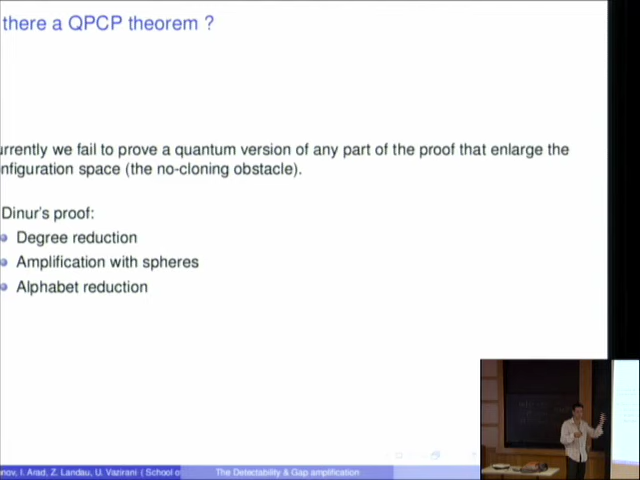 there a QPCP theorem ?
urrently we fail to prove a quantum version of any part of the proof that enlarge the
nfiguration space (the no-cloning obstacle).
Dinur's proof:
Degree reduction
Amplification with spheres
Alphabet reduction
nov, I. Arad, Z. Landau, U. Vazirani ( School o
The Detectability & Gap amplification